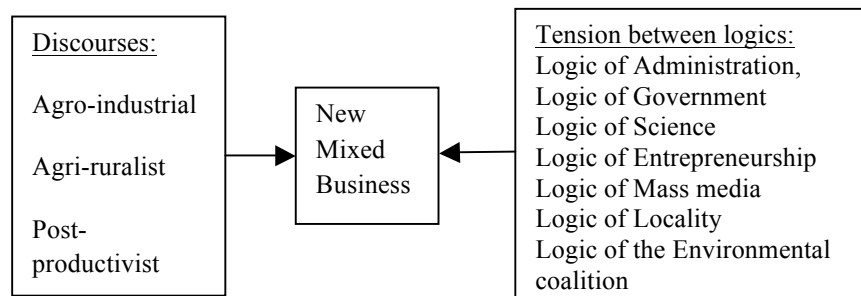 Discourses:
Agro-industrial
Agri-ruralist
Post-
productivist
New
Mixed
Business
Tension between logics:
Logic of Administration,
Logic of Government
Logic of Science
Logic of Entrepreneurship
Logic of Mass media
Logic of Locality
Logic of the Environmental
coalition